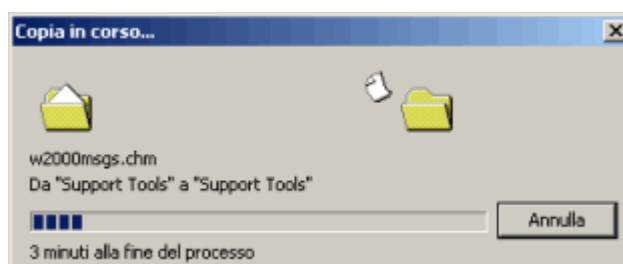 Copia in corso...
w2000msgs.chm
Da "Support Tools" a "Support Tools"
Annulla
3 minuti alla fine del processo